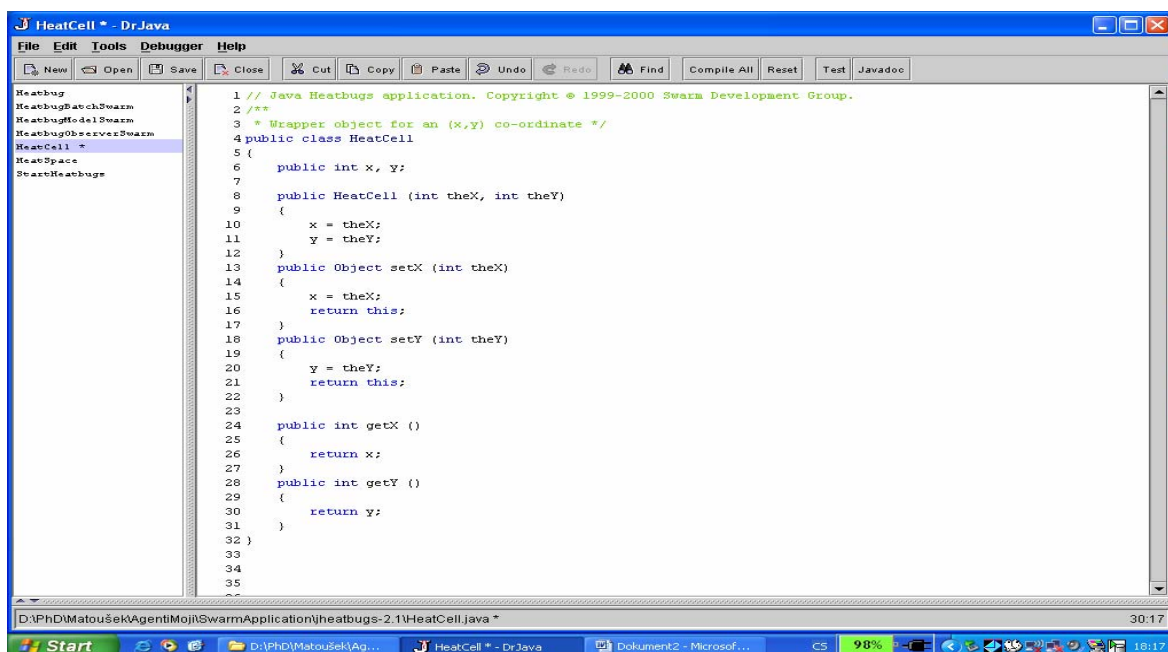 HeatCell * - DrJava
File Edit Tools Debugger Help
New Open Save Close Cut Copy Paste Undo Redo Find Compile All Reset Test Javadoc
Heatbug
HeatbugBatchSwarm
HeatbugModelSwarm
HeatbugObserverSwarm
HeatCell *
HeatSpace
StartHeatbugs
1 // Java Heatbugs application. Copyright © 1999-2000 Swarm Development Group.
2 /**
3 * Wrapper object for an (x,y) co-ordinate */
4 public class HeatCell
5 {
6 public int x, y;
7
8 public HeatCell (int theX, int theY)
9 {
10 x = theX;
11 y = theY;
12 }
13 public Object setX (int theX)
14 {
15 x = theX;
16 return this;
17 }
18 public Object setY (int theY)
19 {
20 y = theY;
21 return this;
22 }
23
24 public int getX ()
25 {
26 return x;
27 }
28 public int getY ()
29 {
30 return y;
31 }
32 }
33
34
35
D:\PhD\Matoušek\AgentiMoji\SwarmApplication\jheatbugs-2.1\HeatCell.java * 30:17
Start D:\PhD\Matoušek\Ag... HeatCell * - DrJava Dokument2 - Microsof... CS 98% 18:17